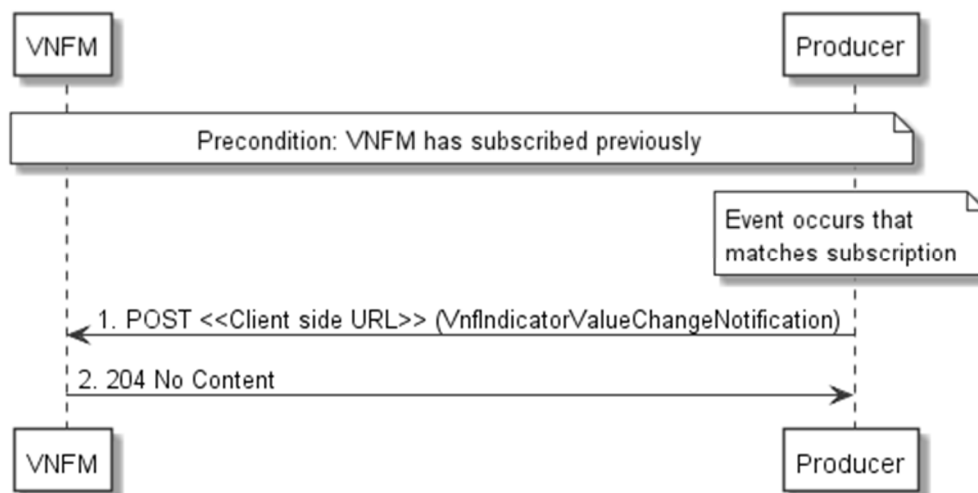 VNFM
Producer
Precondition: VNFM has subscribed previously
Event occurs that
matches subscription
1. POST <<Client side URL>> (VnfIndicatorValueChangeNotification)
2. 204 No Content
VNFM
Producer